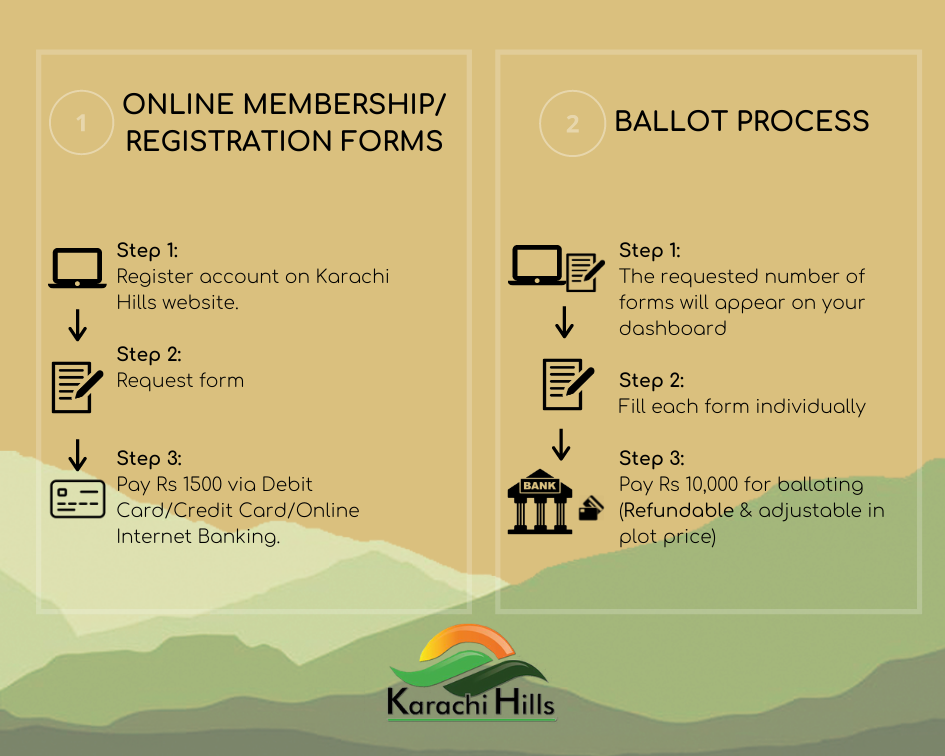 1
ONLINE MEMBERSHIP/
REGISTRATION FORMS
Step 1:
Register account on Karachi
Hills website.
Step 2:
Request form
Step 3:
Pay Rs 1500 via Debit
Card/Credit Card/Online
Internet Banking.
2
BALLOT PROCESS
Step 1:
The requested number of
forms will appear on your
dashboard
Step 2:
Fill each form individually
Step 3:
BANK
Pay Rs 10,000 for balloting
(Refundable & adjustable in
plot price)
Karachi Hills